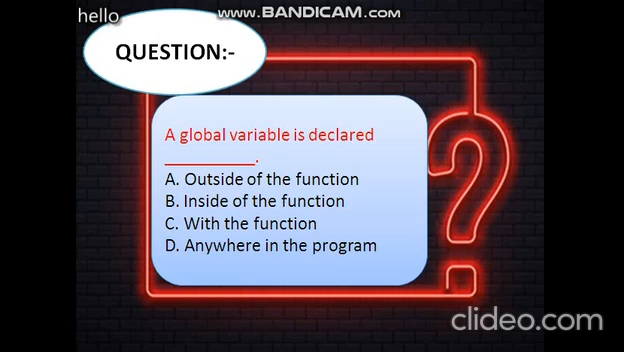 hello
www.BANDICAM.com
QUESTION:-
A global variable is declared
__________.
A. Outside of the function
B. Inside of the function
C. With the function
D. Anywhere in the program
?
clideo.com